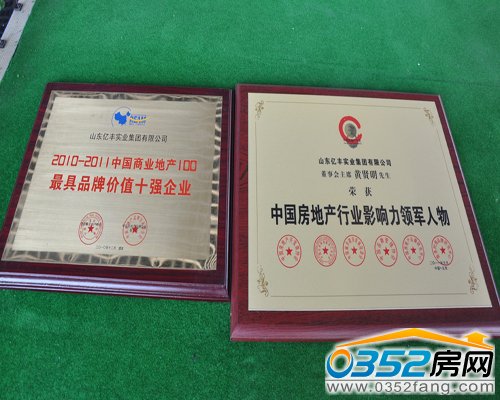 山东亿丰实业集团有限公司
2010-2011中国商业地产100
最具品牌价值十强企业
山东亿丰实业集团有限公司
董事会主席 黄贤明 先生
荣获
中国房地产行业影响力领军人物
0352房网
www.0352fang.com